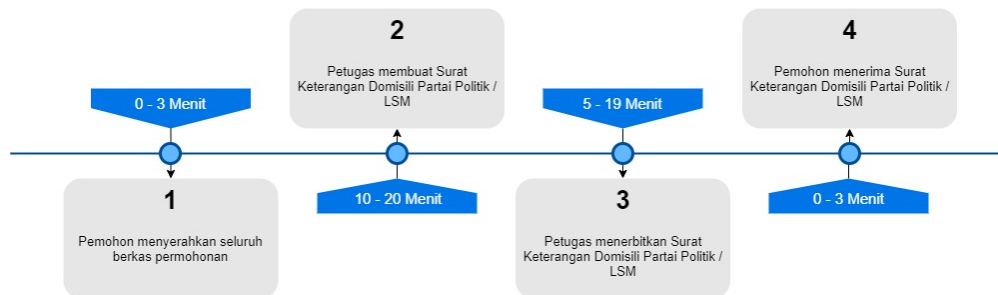 0 - 3 Menit
1
Pemohon menyerahkan seluruh
berkas permohonan
2
Petugas membuat Surat
Keterangan Domisili Partai Politik /
LSM
10 - 20 Menit
5 - 19 Menit
3
Petugas menerbitkan Surat
Keterangan Domisili Partai Politik /
LSM
4
Pemohon menerima Surat
Keterangan Domisili Partai Politik /
LSM
0 - 3 Menit